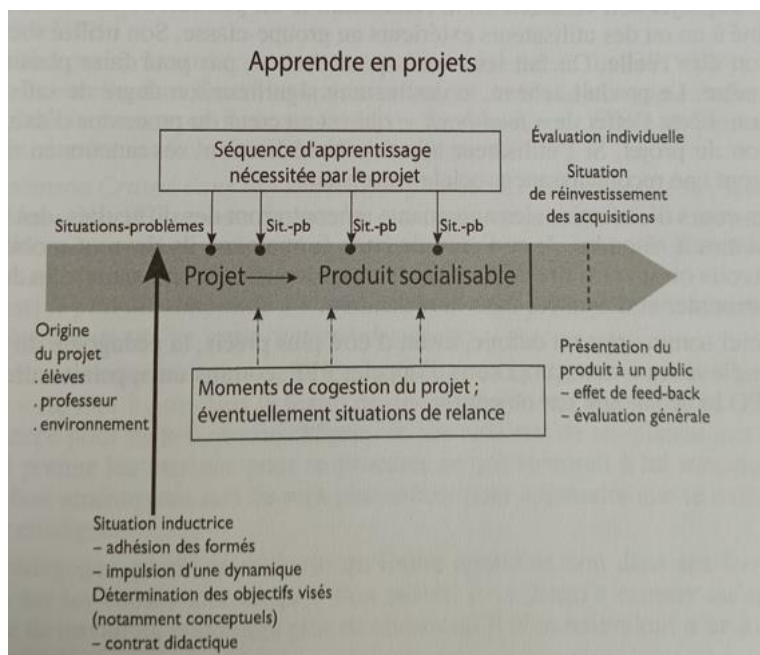 Apprendre en projets
Séquence d'apprentissage
nécessitée par le projet
Évaluation individuelle
Situation
de réinvestissement
des acquisitions
Situations-problèmes
Sit.-pb
Sit.-pb
Sit.-pb
Projet
Produit socialisable
Origine
du projet
. élèves
. professeur
. environnement
Moments de cogestion du projet ;
éventuellement situations de relance
Présentation du
produit à un public
– effet de feed-back
– évaluation générale
Situation inductrice
– adhésion des formés
– impulsion d'une dynamique
Détermination des objectifs visés
(notamment conceptuels)
– contrat didactique